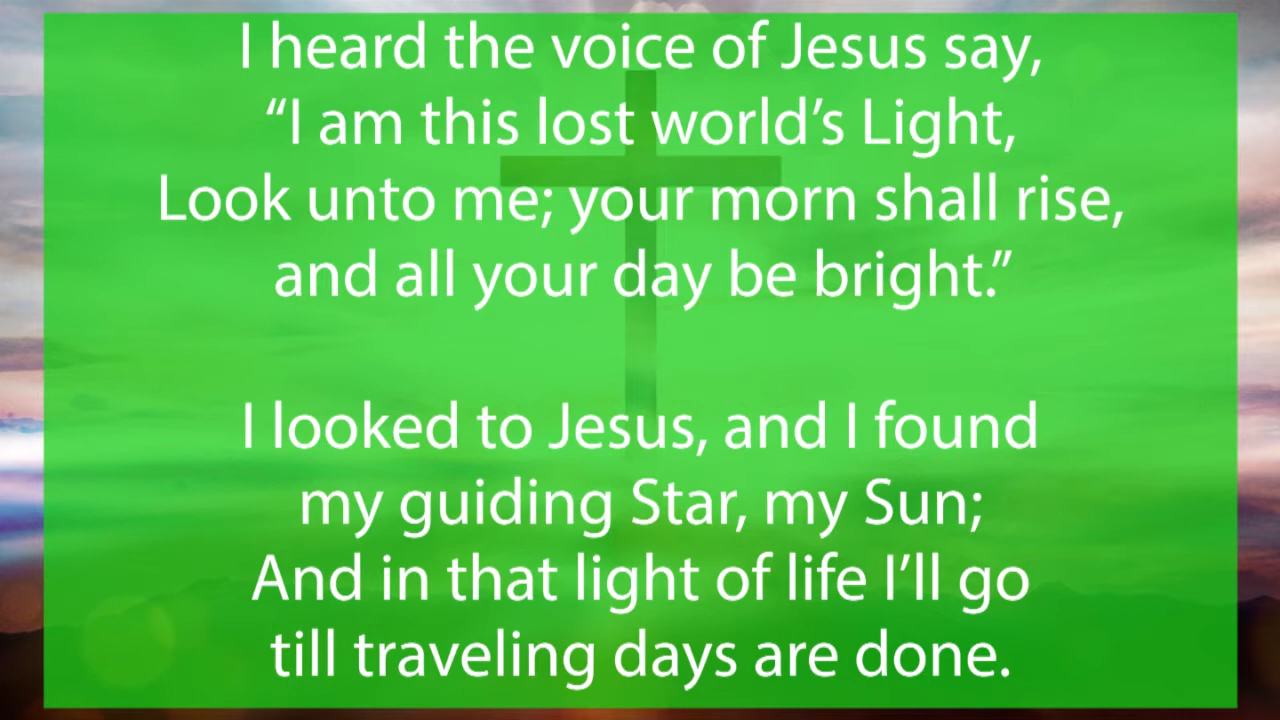 I heard the voice of Jesus say,
“I am this lost world’s Light,
Look unto me; your morn shall rise,
and all your day be bright.”
I looked to Jesus, and I found
my guiding Star, my Sun;
And in that light of life I’ll go
till traveling days are done.